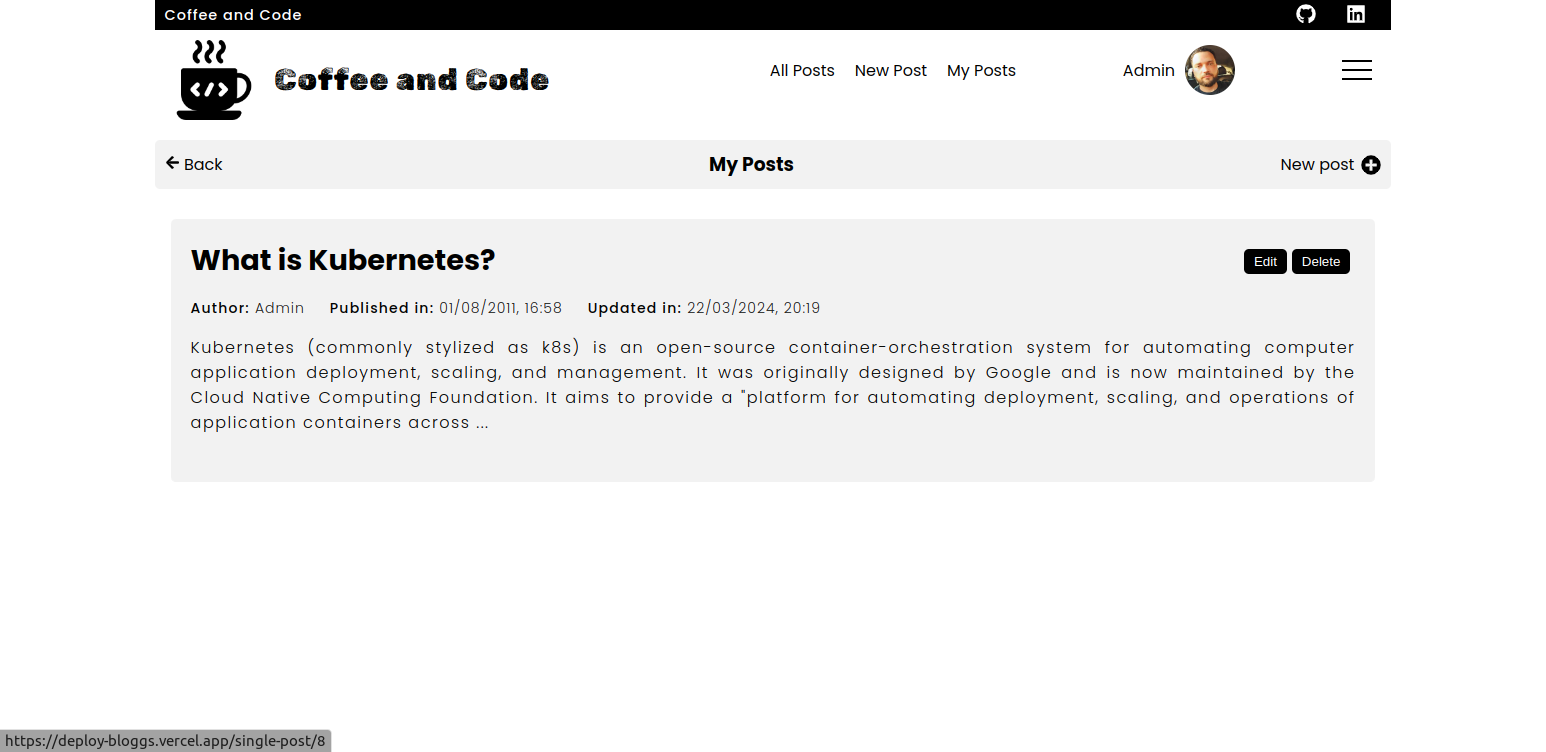 Coffee and Code
Coffee and Code
All Posts New Post My Posts Admin
Back My Posts New post
What is Kubernetes? Edit Delete
Author: Admin Published in: 01/08/2011, 16:58 Updated in: 22/03/2024, 20:19
Kubernetes (commonly stylized as k8s) is an open-source container-orchestration system for automating computer
application deployment, scaling, and management. It was originally designed by Google and is now maintained by the
Cloud Native Computing Foundation. It aims to provide a "platform for automating deployment, scaling, and operations of
application containers across ...
https://deploy-bloggs.vercel.app/single-post/8